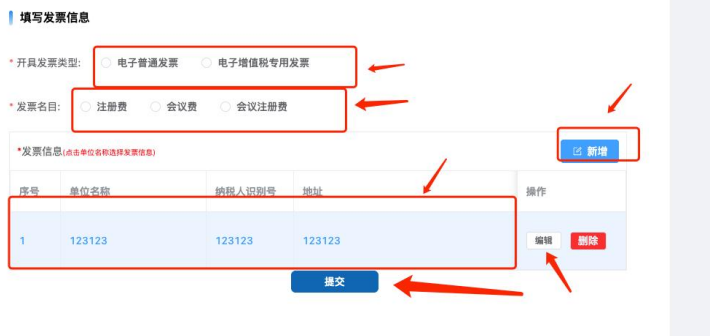 填写发票信息
* 开具发票类型: 电子普通发票 电子增值税专用发票
* 发票名目: 注册费 会议费 会议注册费
*发票信息(点击单位名称选择发票信息) 新增
序号 单位名称 纳税人识别号 地址 操作
1 123123 123123 123123 编辑 删除
提交